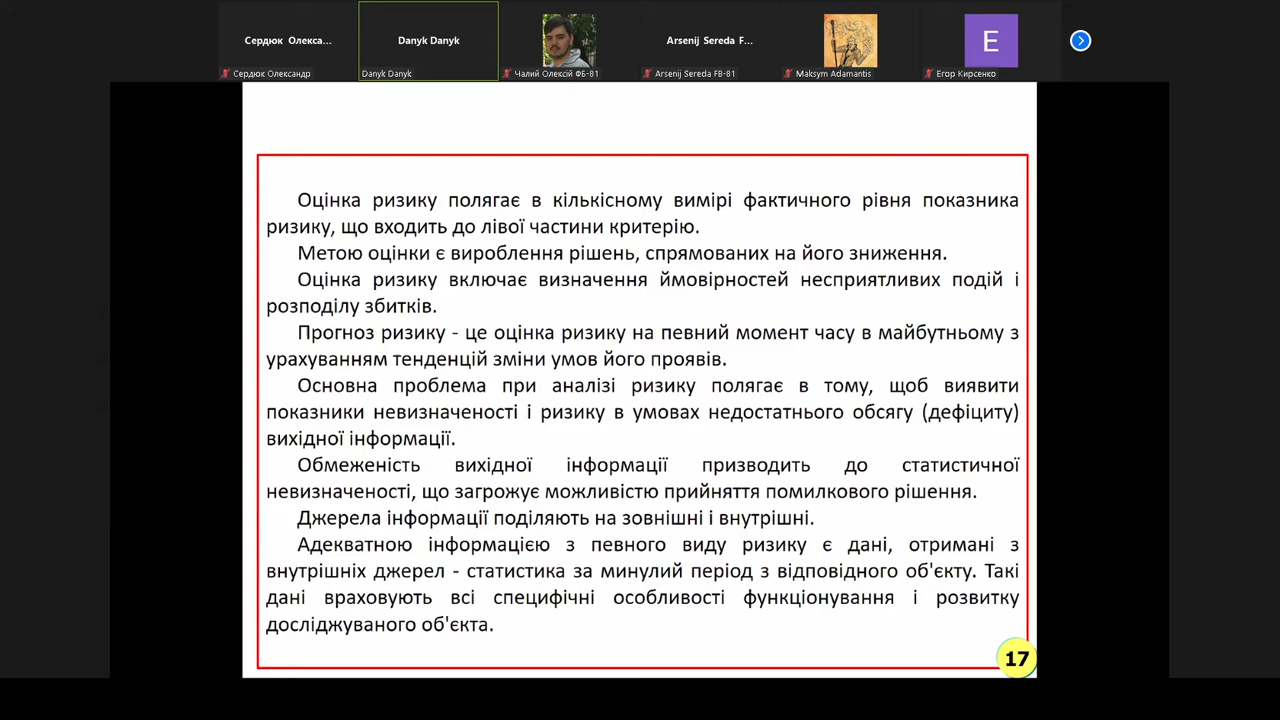 Сердюк Олекса...
Danyk Danyk
Arsenij Sereda F...
E
Сердюк Олександр
Danyk Danyk
Чалий Олексій ФБ-81
Arsenij Sereda FB-81
Maksym Adamantis
Егор Кирсенко
Оцінка ризику полягає в кількісному вимірі фактичного рівня показника
ризику, що входить до лівої частини критерію.
Метою оцінки є вироблення рішень, спрямованих на його зниження.
Оцінка ризику включає визначення ймовірностей несприятливих подій і
розподілу збитків.
Прогноз ризику - це оцінка ризику на певний момент часу в майбутньому з
урахуванням тенденцій зміни умов його проявів.
Основна проблема при аналізі ризику полягає в тому, щоб виявити
показники невизначеності і ризику в умовах недостатнього обсягу (дефіциту)
вихідної інформації.
Обмеженість вихідної інформації призводить до статистичної
невизначеності, що загрожує можливістю прийняття помилкового рішення.
Джерела інформації поділяють на зовнішні і внутрішні.
Адекватною інформацією з певного виду ризику є дані, отримані з
внутрішніх джерел - статистика за минулий період з відповідного об'єкту. Такі
дані враховують всі специфічні особливості функціонування і розвитку
досліджуваного об'єкта.
17